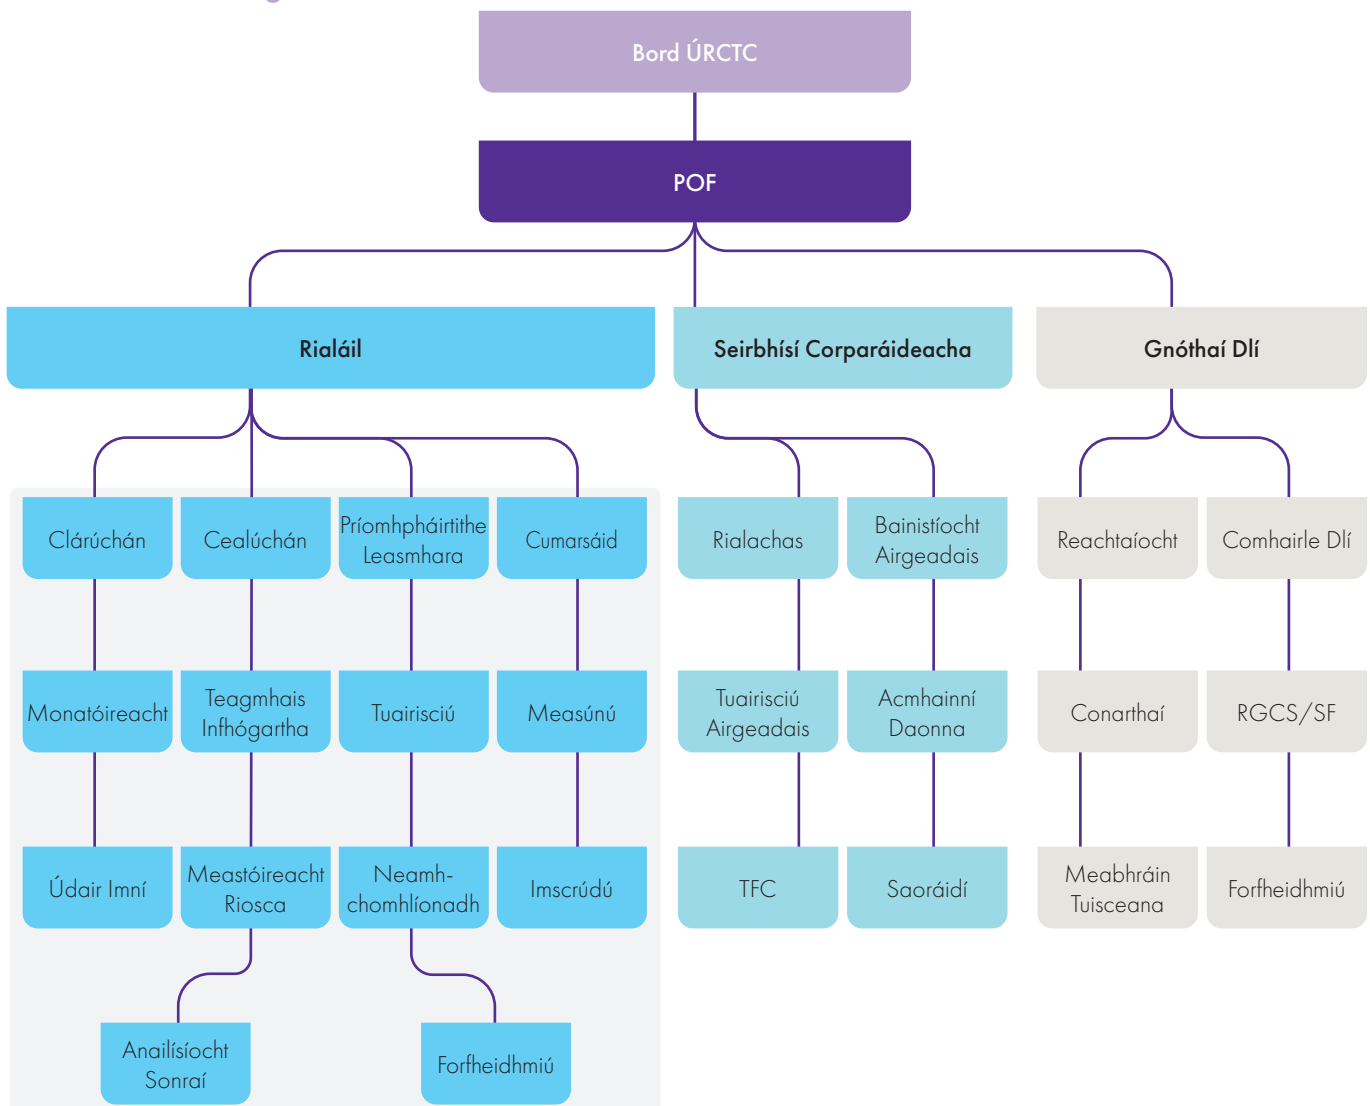 Bord ÚRCTC
POF
Rialáil
Seirbhísí Corparáideacha
Gnóthaí Dlí
Clárúchán
Cealúchán
Príomhpháirtithe
Leasmhara
Cumarsáid
Rialachas
Bainistíocht
Airgeadais
Reachtaíocht
Comhairle Dlí
Monatóireacht
Teagmhais
Infhógartha
Tuairisciú
Measúnú
Tuairisciú
Airgeadais
Acmhainní
Daonna
Conarthaí
RGCS/SF
Údair Imní
Meastóireacht
Riosca
Neamh-
chomhlíonadh
Imscrúdú
TFC
Saoráidí
Meabhráin
Tuisceana
Forfheidhmiú
Anailísíocht
Sonraí
Forfheidhmiú